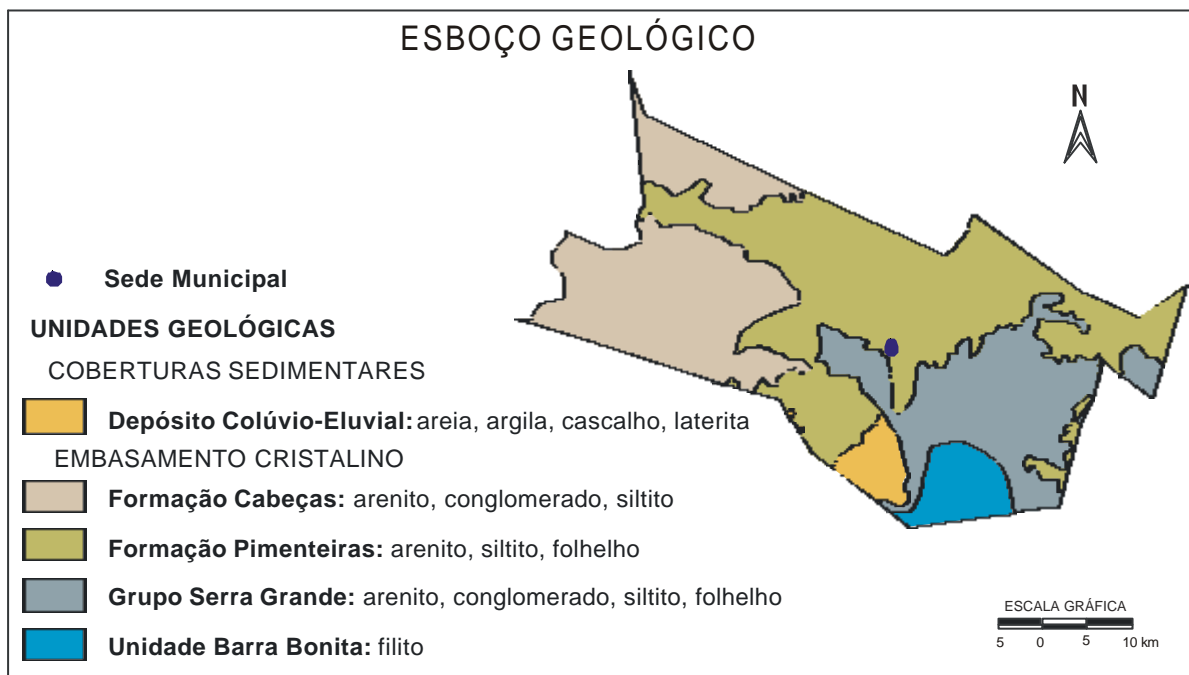 ESBOÇO GEOLÓGICO
N
Sede Municipal
UNIDADES GEOLÓGICAS
COBERTURAS SEDIMENTARES
Depósito Colúvio-Eluvial: areia, argila, cascalho, laterita
EMBASAMENTO CRISTALINO
Formação Cabeças: arenito, conglomerado, siltito
Formação Pimenteiras: arenito, siltito, folhelho
Grupo Serra Grande: arenito, conglomerado, siltito, folhelho
Unidade Barra Bonita: filito
ESCALA GRÁFICA
5 0 5 10 km